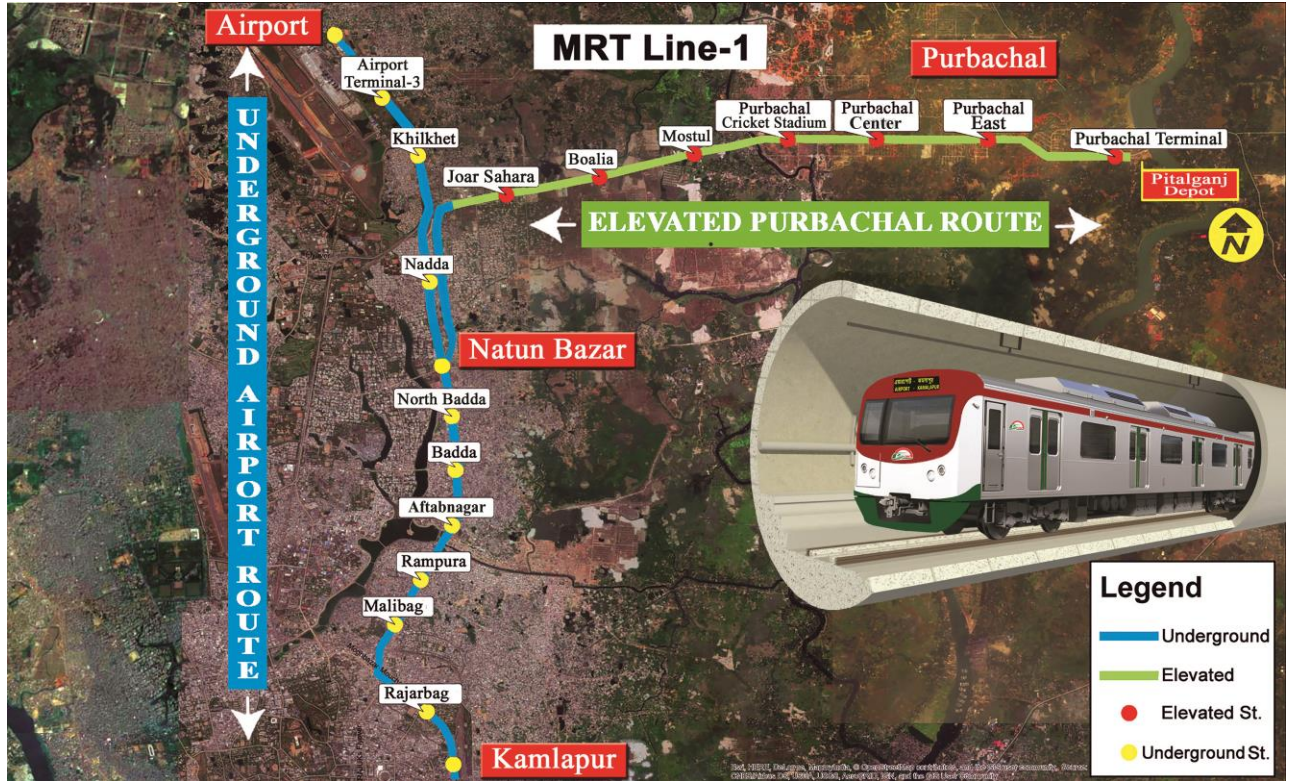 MRT Line-1
Airport
Airport
Terminal-3
Khilkhet
Nadda
Natun Bazar
North Badda
Badda
Aftabnagar
Rampura
Malibag
Rajarbag
Kamlapur
UNDERGROUND AIRPORT ROUTE
Purbachal
Joar Sahara
Boalia
Mostul
Purbachal
Cricket Stadium
Purbachal
Center
Purbachal
East
Purbachal Terminal
Pitalganj
Depot
ELEVATED PURBACHAL ROUTE
N
AIRPORT - KAMALAPUR
Legend
Underground
Elevated
Elevated St.
Underground St.